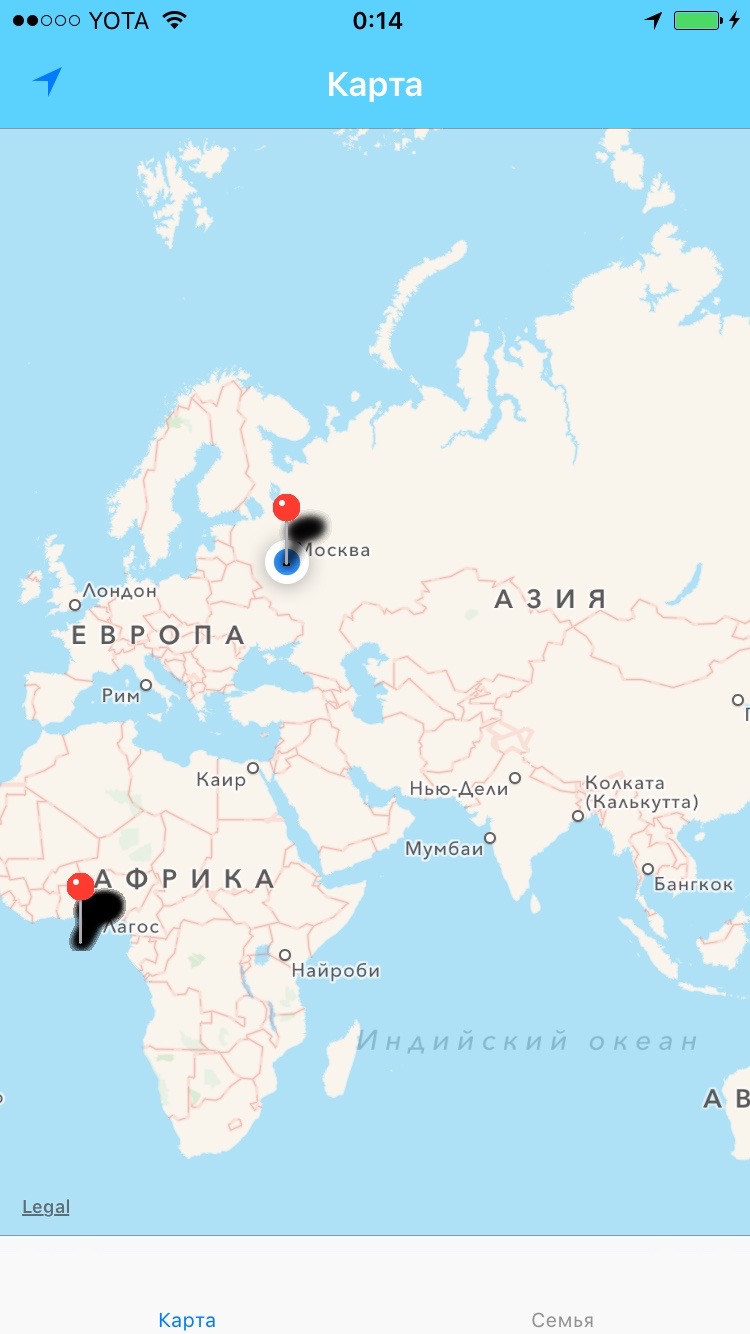 YOTA 0:14
Карта
Москва
Лондон
АЗИЯ
ЕВРОПА
Рим
Каир
Нью-Дели
Колката
(Калькутта)
Мумбаи
АФРИКА
Бангкок
Лагос
Найроби
Индийский океан
АВ
Legal
Карта Семья